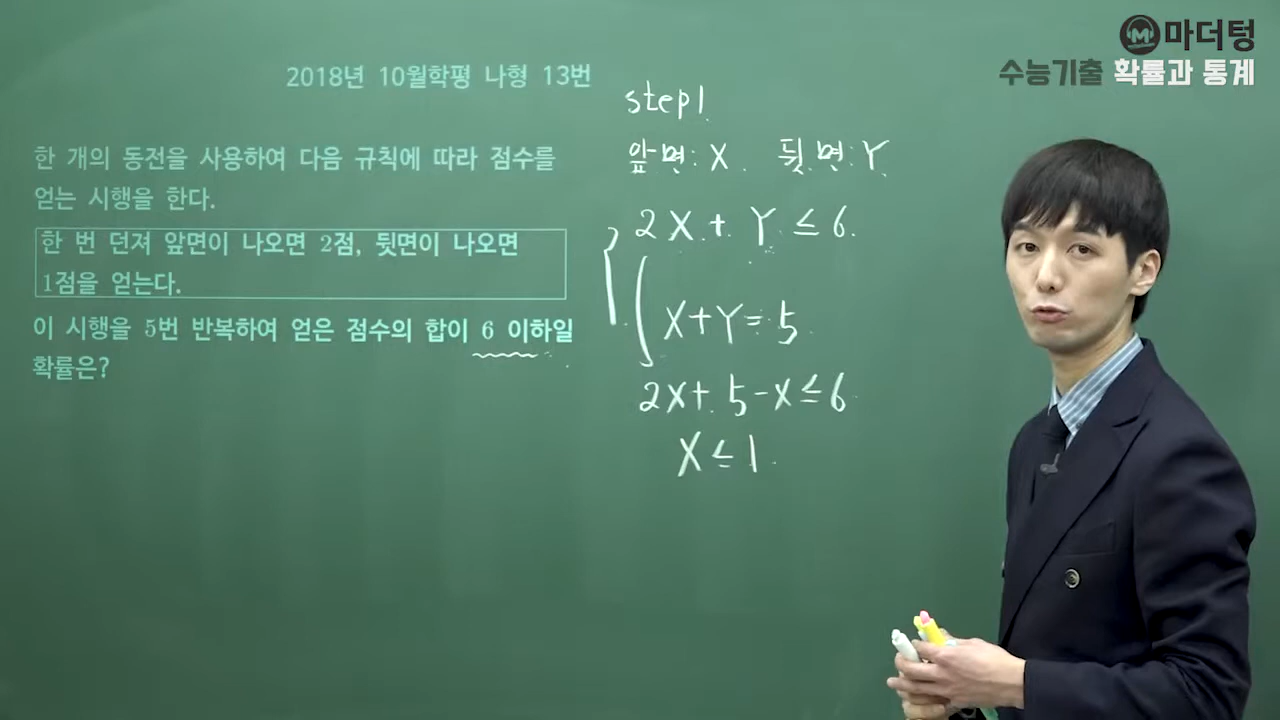 마더텅
수능기출 확률과 통계
2018년 10월학평 나형 13번
한 개의 동전을 사용하여 다음 규칙에 따라 점수를
얻는 시행을 한다.
한 번 던져 앞면이 나오면 2점, 뒷면이 나오면
1점을 얻는다.
이 시행을 5번 반복하여 얻은 점수의 합이 6 이하일
확률은?
step1
앞면: X 뒷면: Y
2X + Y ≤ 6
X+Y=5
2X+5-X≤6
X≤1